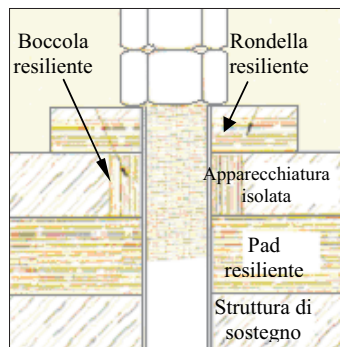 Boccola
resiliente
Rondella
resiliente
Apparecchiatura
isolata
Pad
resiliente
Struttura di
sostegno